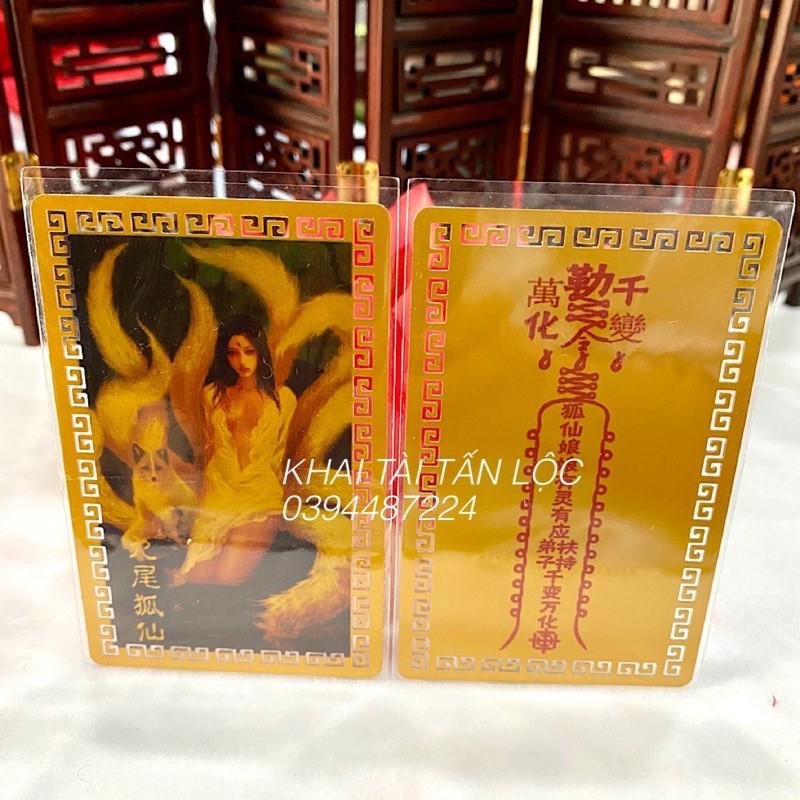 九尾狐仙
KHAI TÀI TẤN LỘC
0394487224
勅令
千變
萬化
狐仙娘
有灵有应
扶持
弟子
千变万化